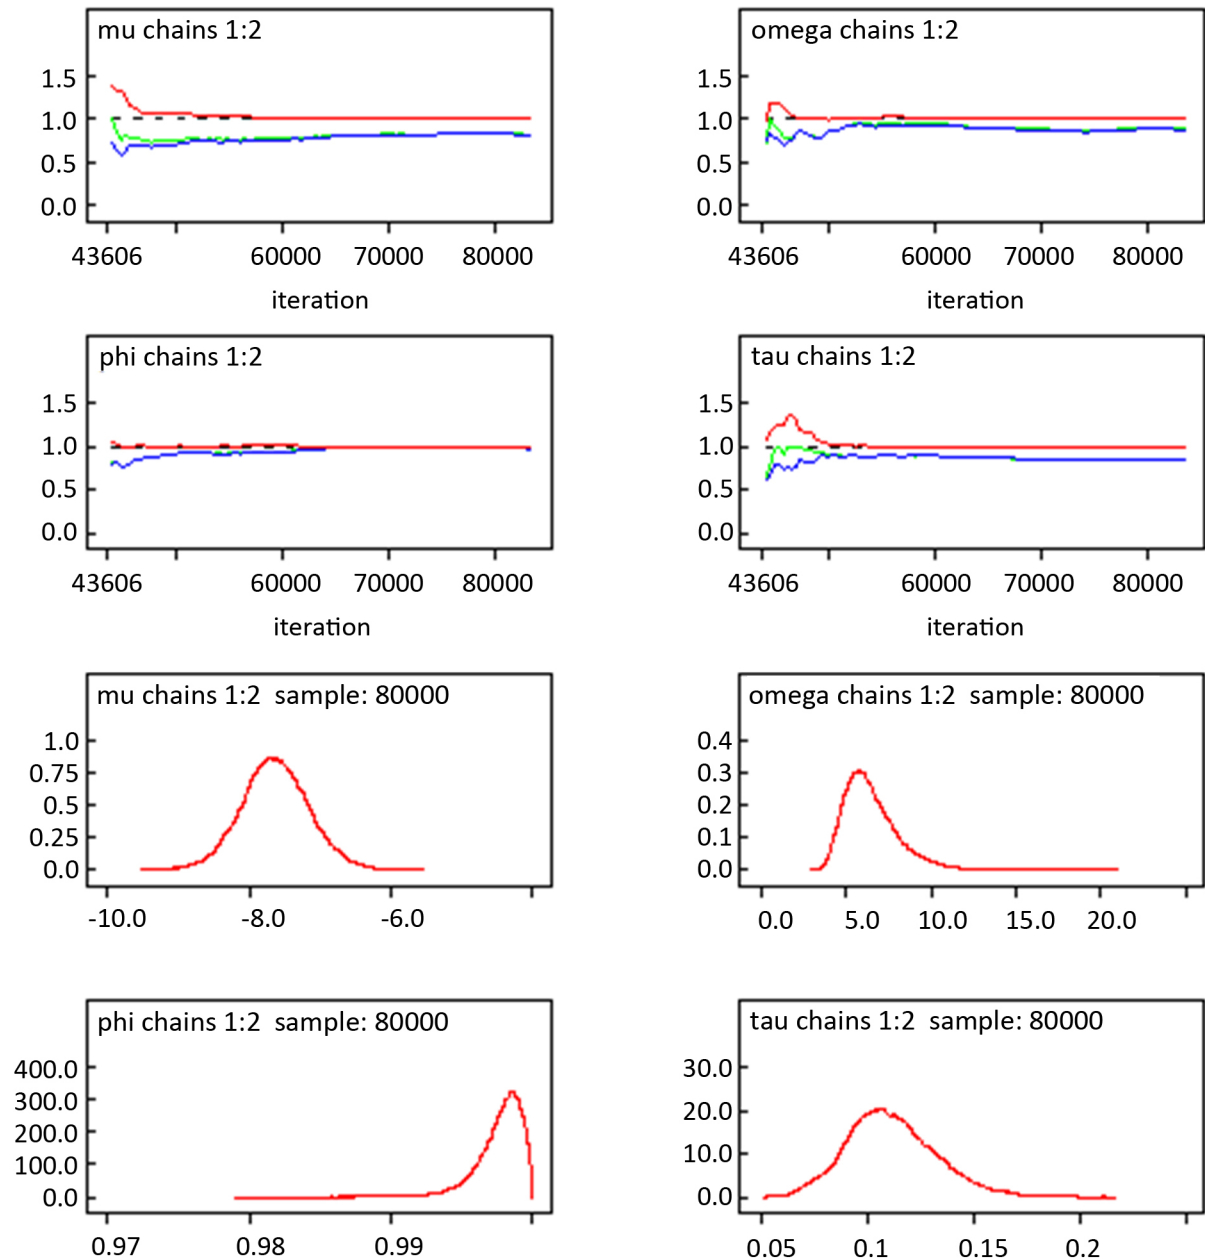 mu chains 1:2
1.5
1.0
0.5
0.0
43606 60000 70000 80000
iteration
omega chains 1:2
1.5
1.0
0.5
0.0
43606 60000 70000 80000
iteration
phi chains 1:2
1.5
1.0
0.5
0.0
43606 60000 70000 80000
iteration
tau chains 1:2
1.5
1.0
0.5
0.0
43606 60000 70000 80000
iteration
mu chains 1:2 sample: 80000
1.0
0.75
0.5
0.25
0.0
-10.0 -8.0 -6.0
omega chains 1:2 sample: 80000
0.4
0.3
0.2
0.1
0.0
0.0 5.0 10.0 15.0 20.0
phi chains 1:2 sample: 80000
400.0
300.0
200.0
100.0
0.0
0.97 0.98 0.99
tau chains 1:2 sample: 80000
30.0
20.0
10.0
0.0
0.05 0.1 0.15 0.2